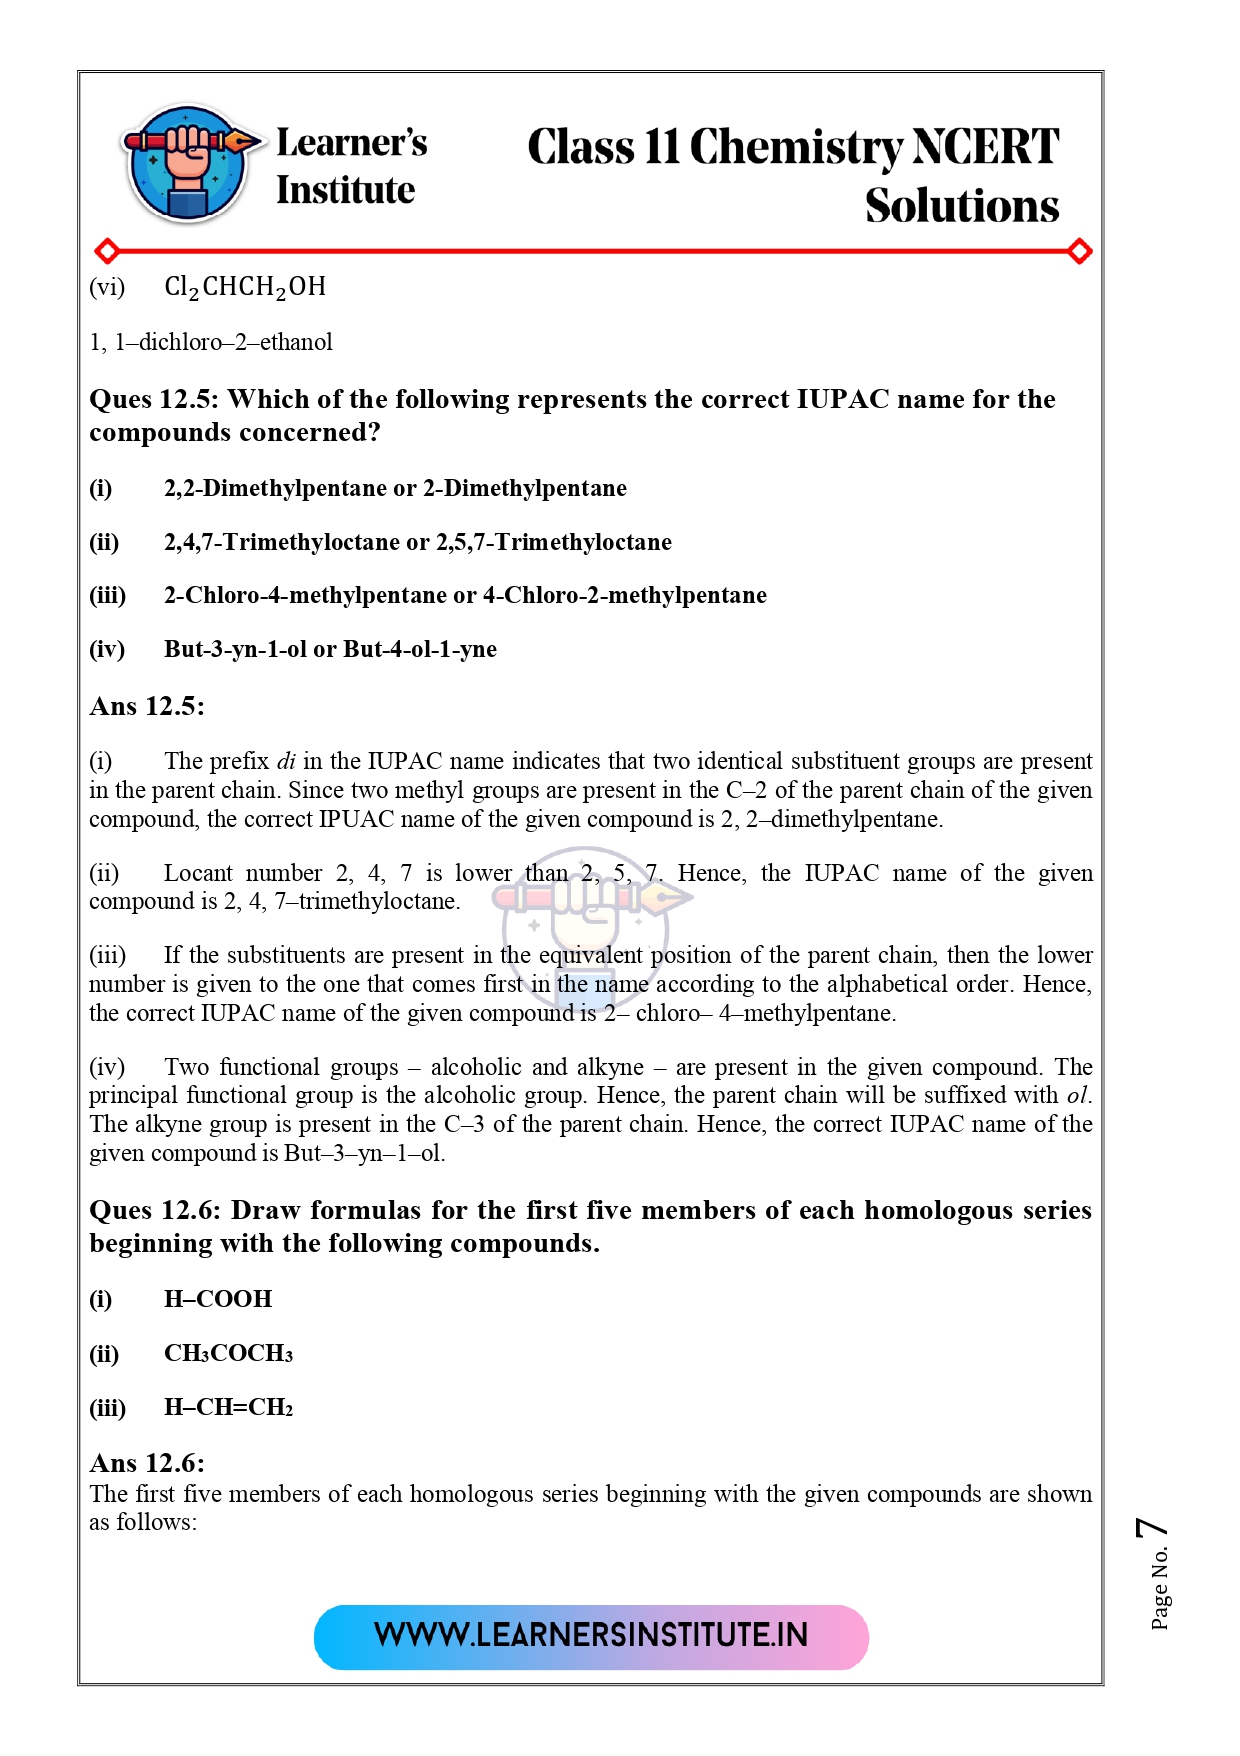 Learner's
Institute
Class 11 Chemistry NCERT
Solutions
(vi) Cl₂CHCH₂OH
1, 1–dichloro–2–ethanol
Ques 12.5: Which of the following represents the correct IUPAC name for the
compounds concerned?
(i) 2,2-Dimethylpentane or 2-Dimethylpentane
(ii) 2,4,7-Trimethyloctane or 2,5,7-Trimethyloctane
(iii) 2-Chloro-4-methylpentane or 4-Chloro-2-methylpentane
(iv) But-3-yn-1-ol or But-4-ol-1-yne
Ans 12.5:
(i) The prefix di in the IUPAC name indicates that two identical substituent groups are present
in the parent chain. Since two methyl groups are present in the C–2 of the parent chain of the given
compound, the correct IPUAC name of the given compound is 2, 2–dimethylpentane.
(ii) Locant number 2, 4, 7 is lower than 2, 5, 7. Hence, the IUPAC name of the given
compound is 2, 4, 7–trimethyloctane.
(iii) If the substituents are present in the equivalent position of the parent chain, then the lower
number is given to the one that comes first in the name according to the alphabetical order. Hence,
the correct IUPAC name of the given compound is 2– chloro– 4–methylpentane.
(iv) Two functional groups – alcoholic and alkyne – are present in the given compound. The
principal functional group is the alcoholic group. Hence, the parent chain will be suffixed with ol.
The alkyne group is present in the C–3 of the parent chain. Hence, the correct IUPAC name of the
given compound is But–3–yn–1–ol.
Ques 12.6: Draw formulas for the first five members of each homologous series
beginning with the following compounds.
(i) H–COOH
(ii) CH₃COCH₃
(iii) H–CH=CH₂
Ans 12.6:
The first five members of each homologous series beginning with the given compounds are shown
as follows:
Page No. 7
WWW.LEARNERSINSTITUTE.IN